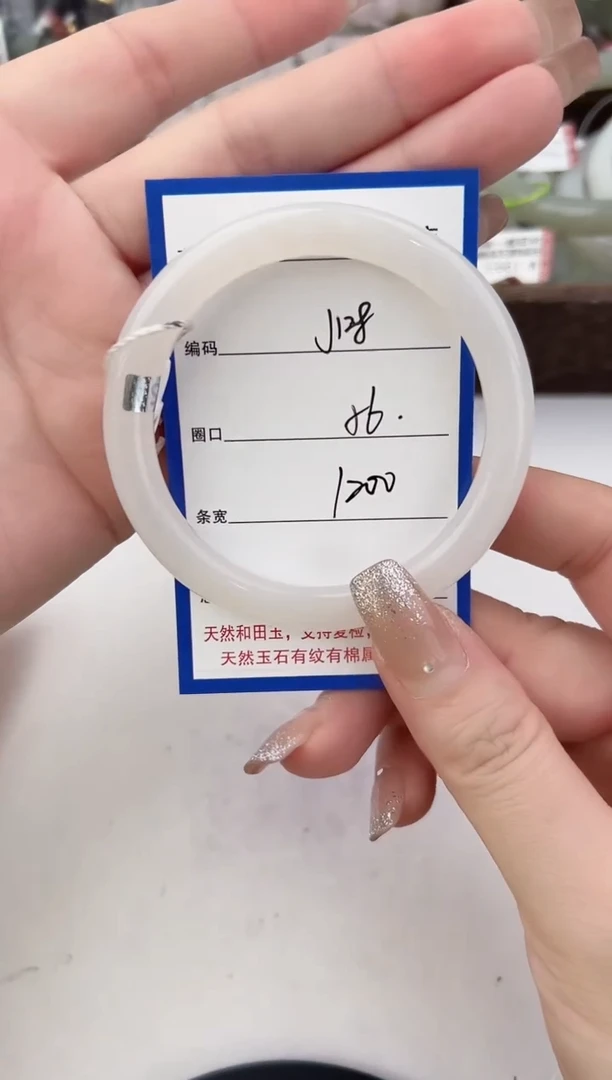 编码 J128
圈口 56.
条宽 1200
天然和田玉，支持复检，
天然玉石有纹有棉属